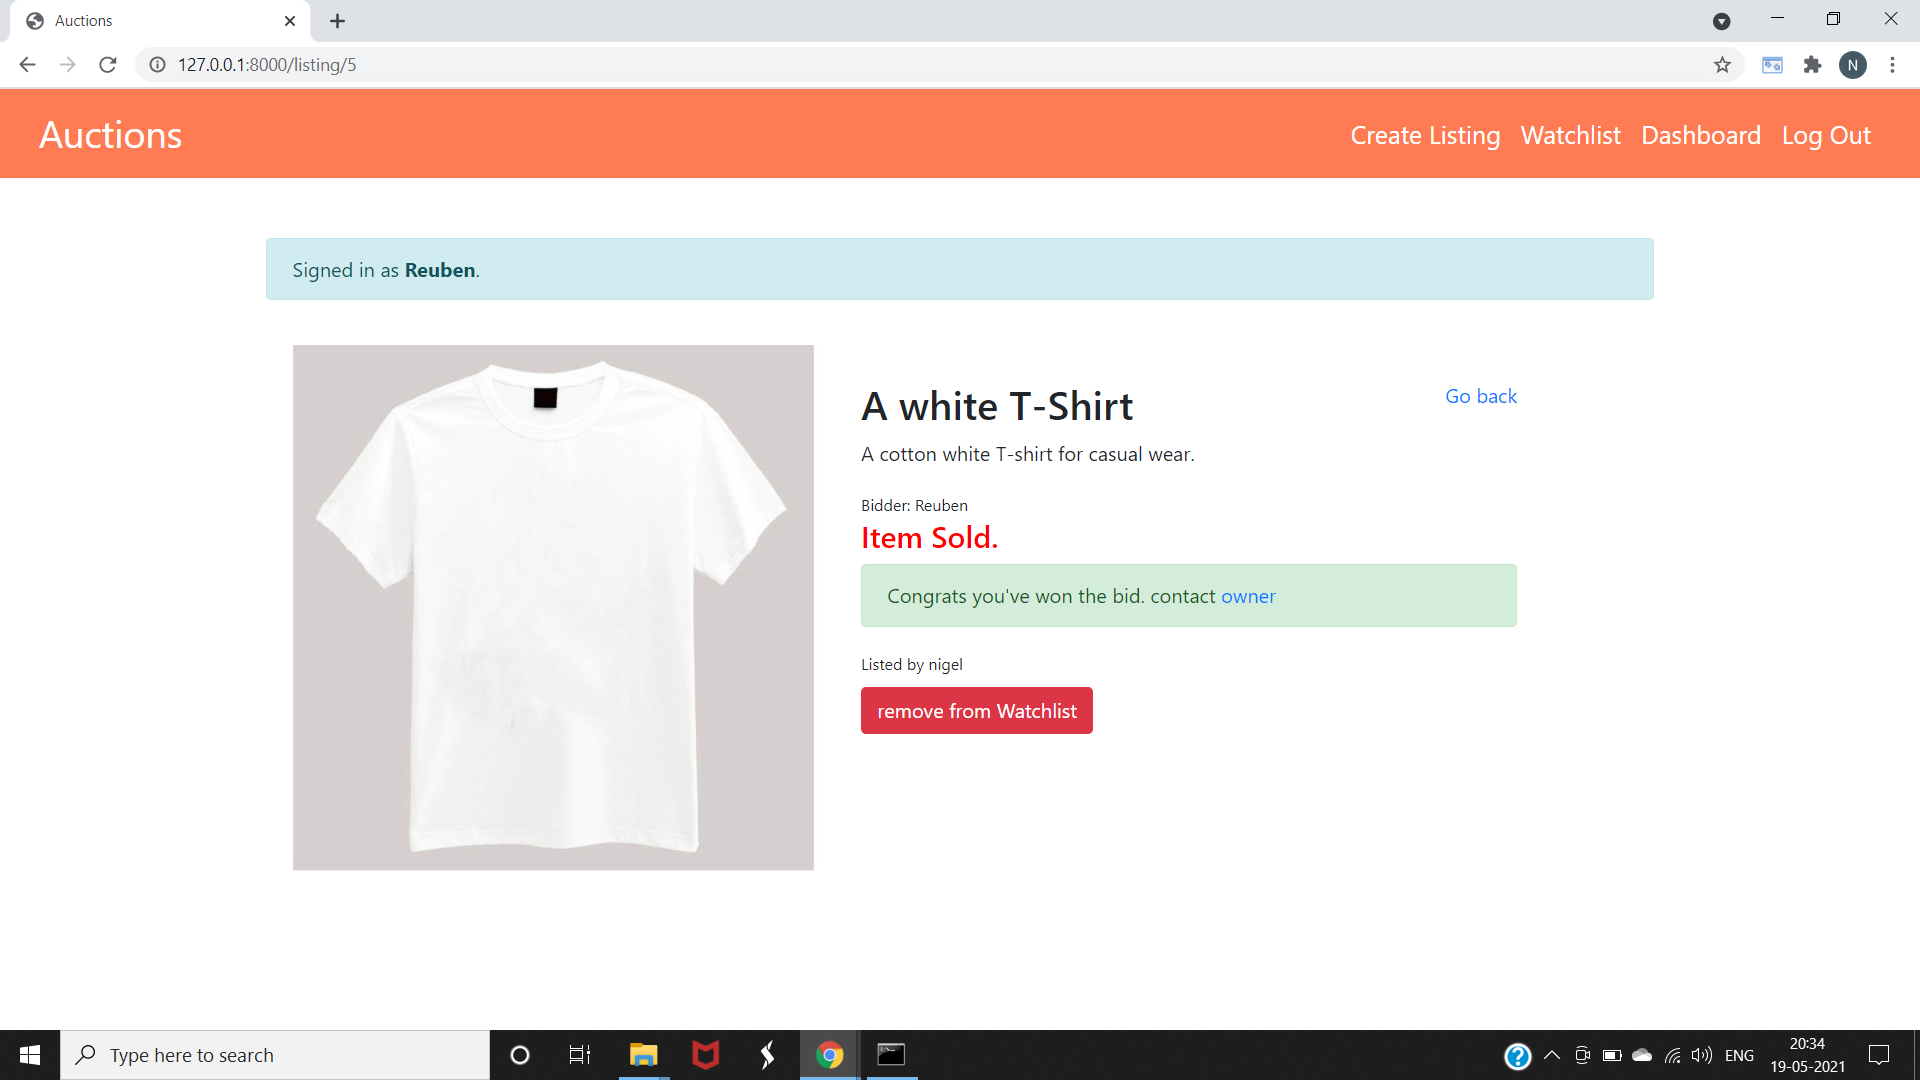 Auctions
127.0.0.1:8000/listing/5
N
Auctions
Create Listing Watchlist Dashboard Log Out
Signed in as Reuben.
A white T-Shirt
Go back
A cotton white T-shirt for casual wear.
Bidder: Reuben
Item Sold.
Congrats you've won the bid. contact owner
Listed by nigel
remove from Watchlist
Type here to search
ENG
20:34
19-05-2021